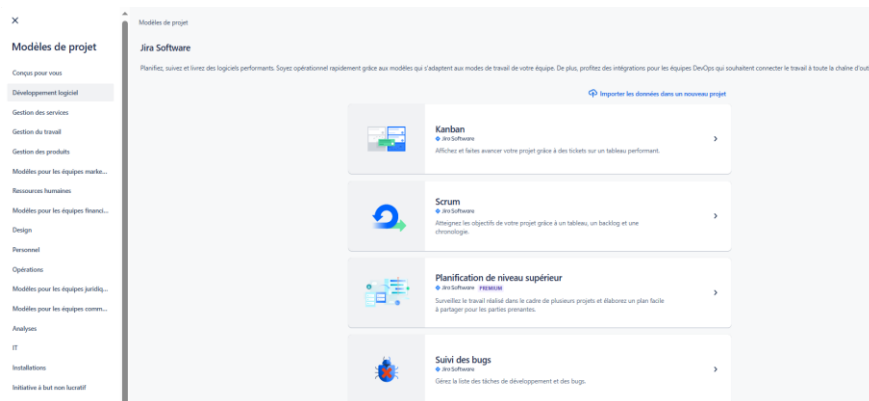 Modèles de projet
Conçus pour vous
Développement logiciel
Gestion des services
Gestion du travail
Gestion des produits
Modèles pour les équipes marke...
Ressources humaines
Modèles pour les équipes financi...
Design
Personnel
Opérations
Modèles pour les équipes juridiq...
Modèles pour les équipes comm...
Analyses
IT
Installations
Initiative à but non lucratif
Modèles de projet
Jira Software
Planifiez, suivez et livrez des logiciels performants. Soyez opérationnel rapidement grâce aux modèles qui s'adaptent aux modes de travail de votre équipe. De plus, profitez des intégrations pour les équipes DevOps qui souhaitent connecter le travail à toute la chaîne d'out
Importer les données dans un nouveau projet
Kanban
Jira Software
Affichez et faites avancer votre projet grâce à des tickets sur un tableau performant.
Scrum
Jira Software
Atteignez les objectifs de votre projet grâce à un tableau, un backlog et une
chronologie.
Planification de niveau supérieur
Jira Software PREMIUM
Surveillez le travail réalisé dans le cadre de plusieurs projets et élaborez un plan facile
à partager pour les parties prenantes.
Suivi des bugs
Jira Software
Gérez la liste des tâches de développement et des bugs.